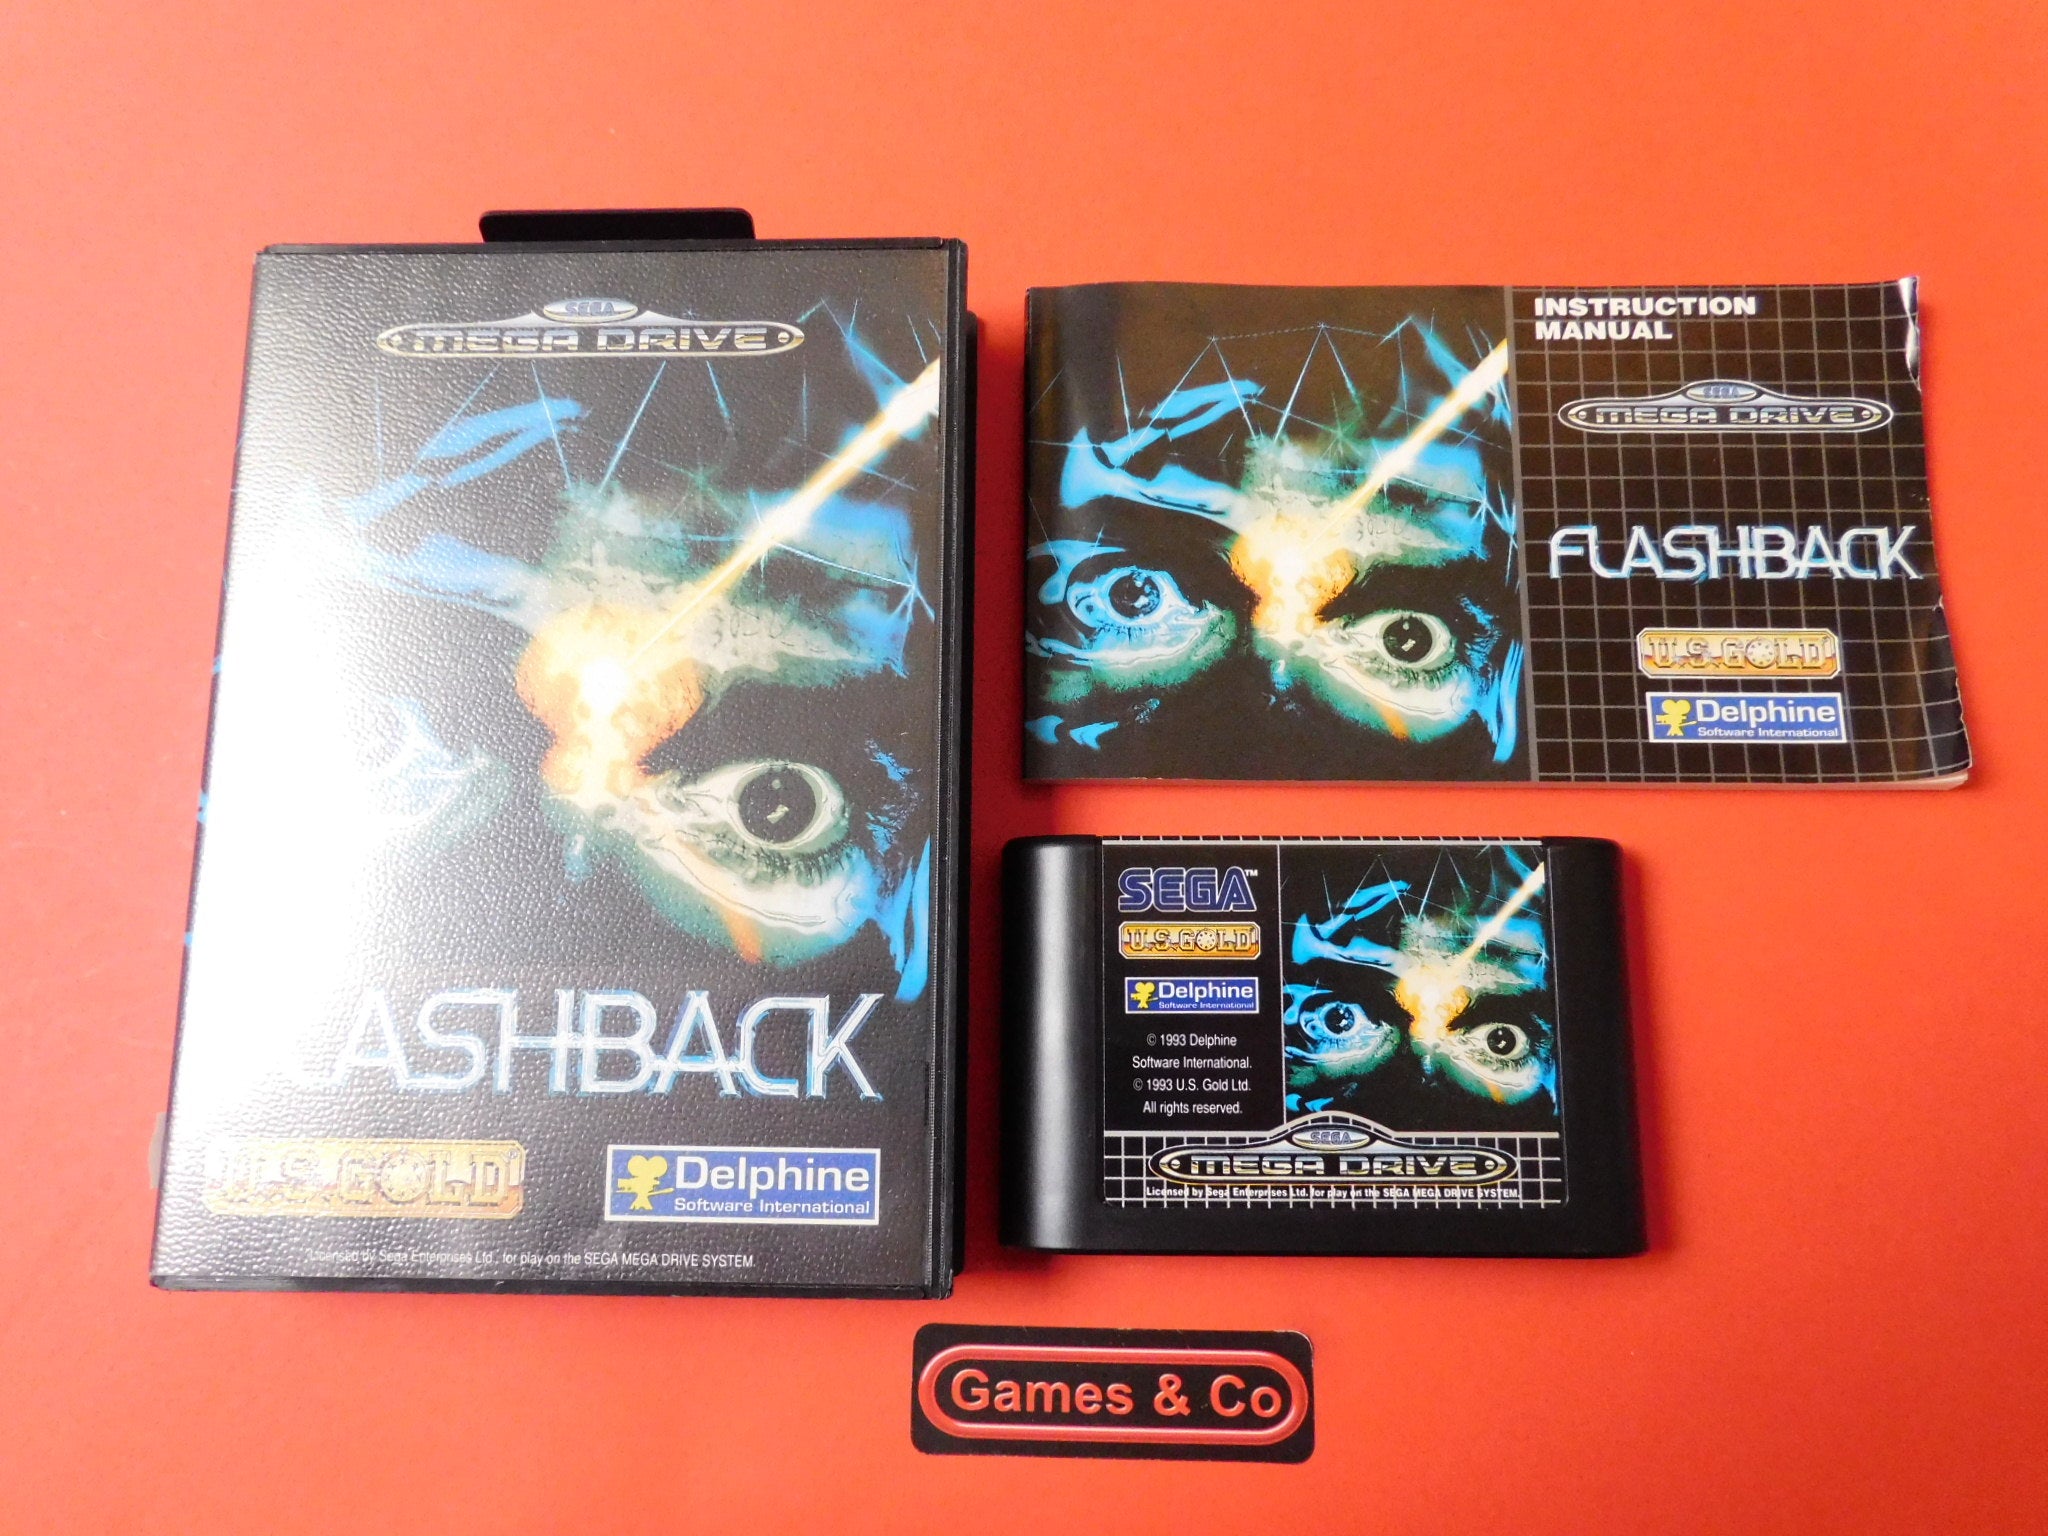 SEGA
MEGA DRIVE
ASHBACK
U.S. GOLD
Delphine
Software International
Licensed by Sega Enterprises Ltd., for play on the SEGA MEGA DRIVE SYSTEM.
INSTRUCTION
MANUAL
SEGA
MEGA DRIVE
FLASHBACK
U.S. GOLD
Delphine
Software International
SEGA™
U.S. GOLD
Delphine
Software International
© 1993 Delphine
Software International.
© 1993 U.S. Gold Ltd.
All rights reserved.
SEGA
MEGA DRIVE
Licensed by Sega Enterprises Ltd. for play on the SEGA MEGA DRIVE SYSTEM.
Games & Co